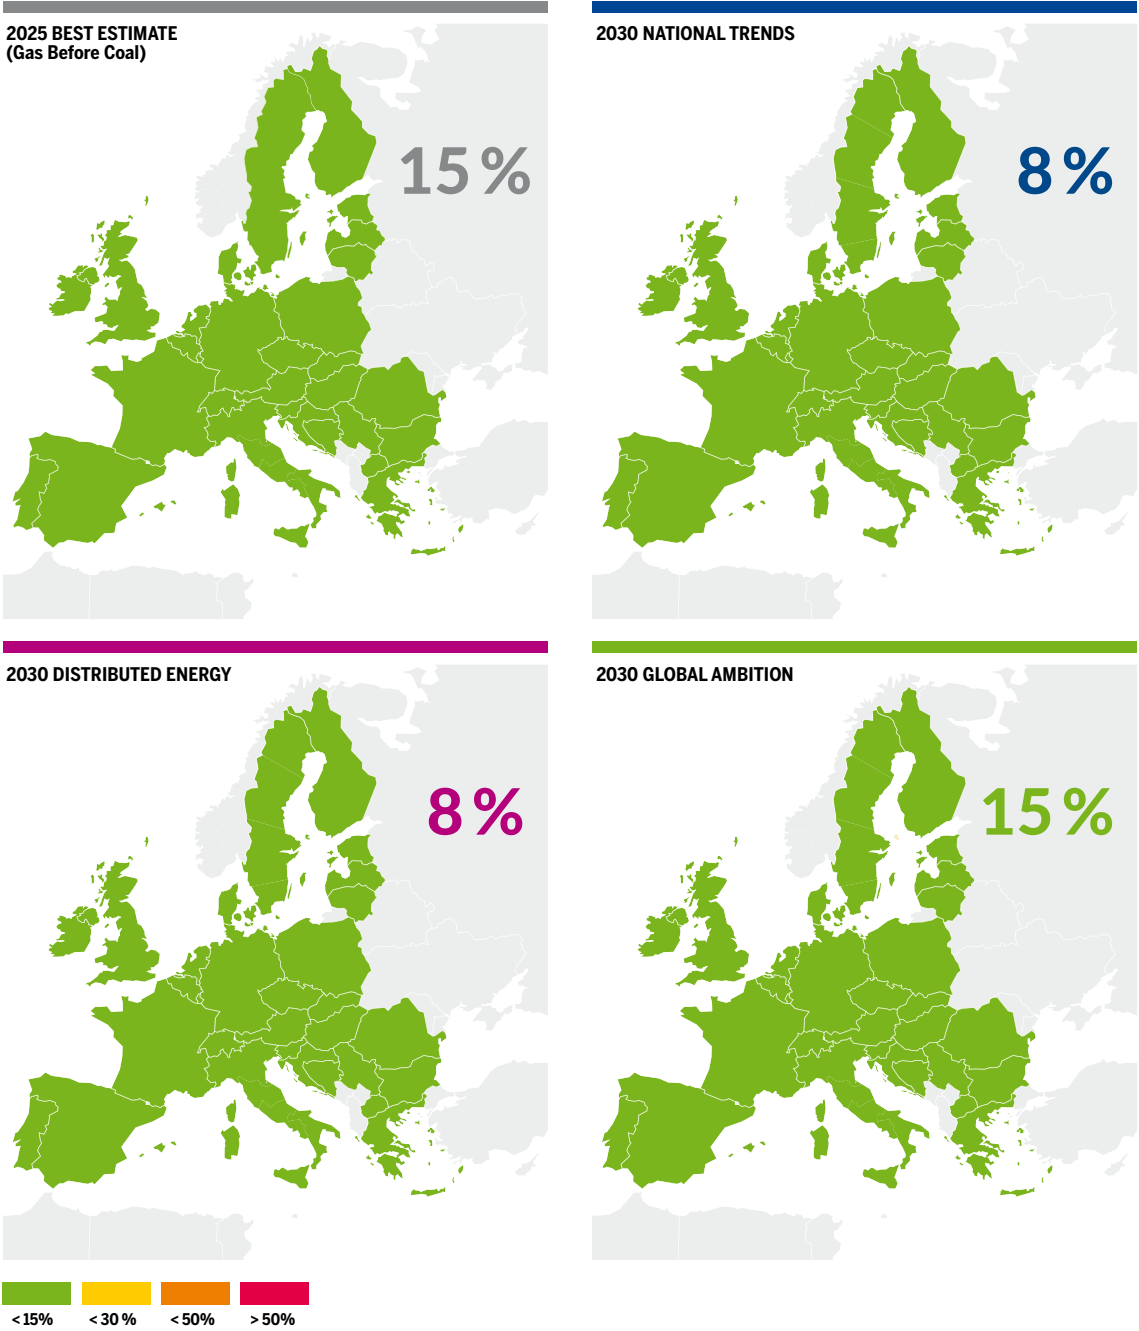 2025 BEST ESTIMATE
(Gas Before Coal)
15 %
2030 NATIONAL TRENDS
8 %
2030 DISTRIBUTED ENERGY
8 %
2030 GLOBAL AMBITION
15 %
< 15%
< 30 %
< 50%
> 50%